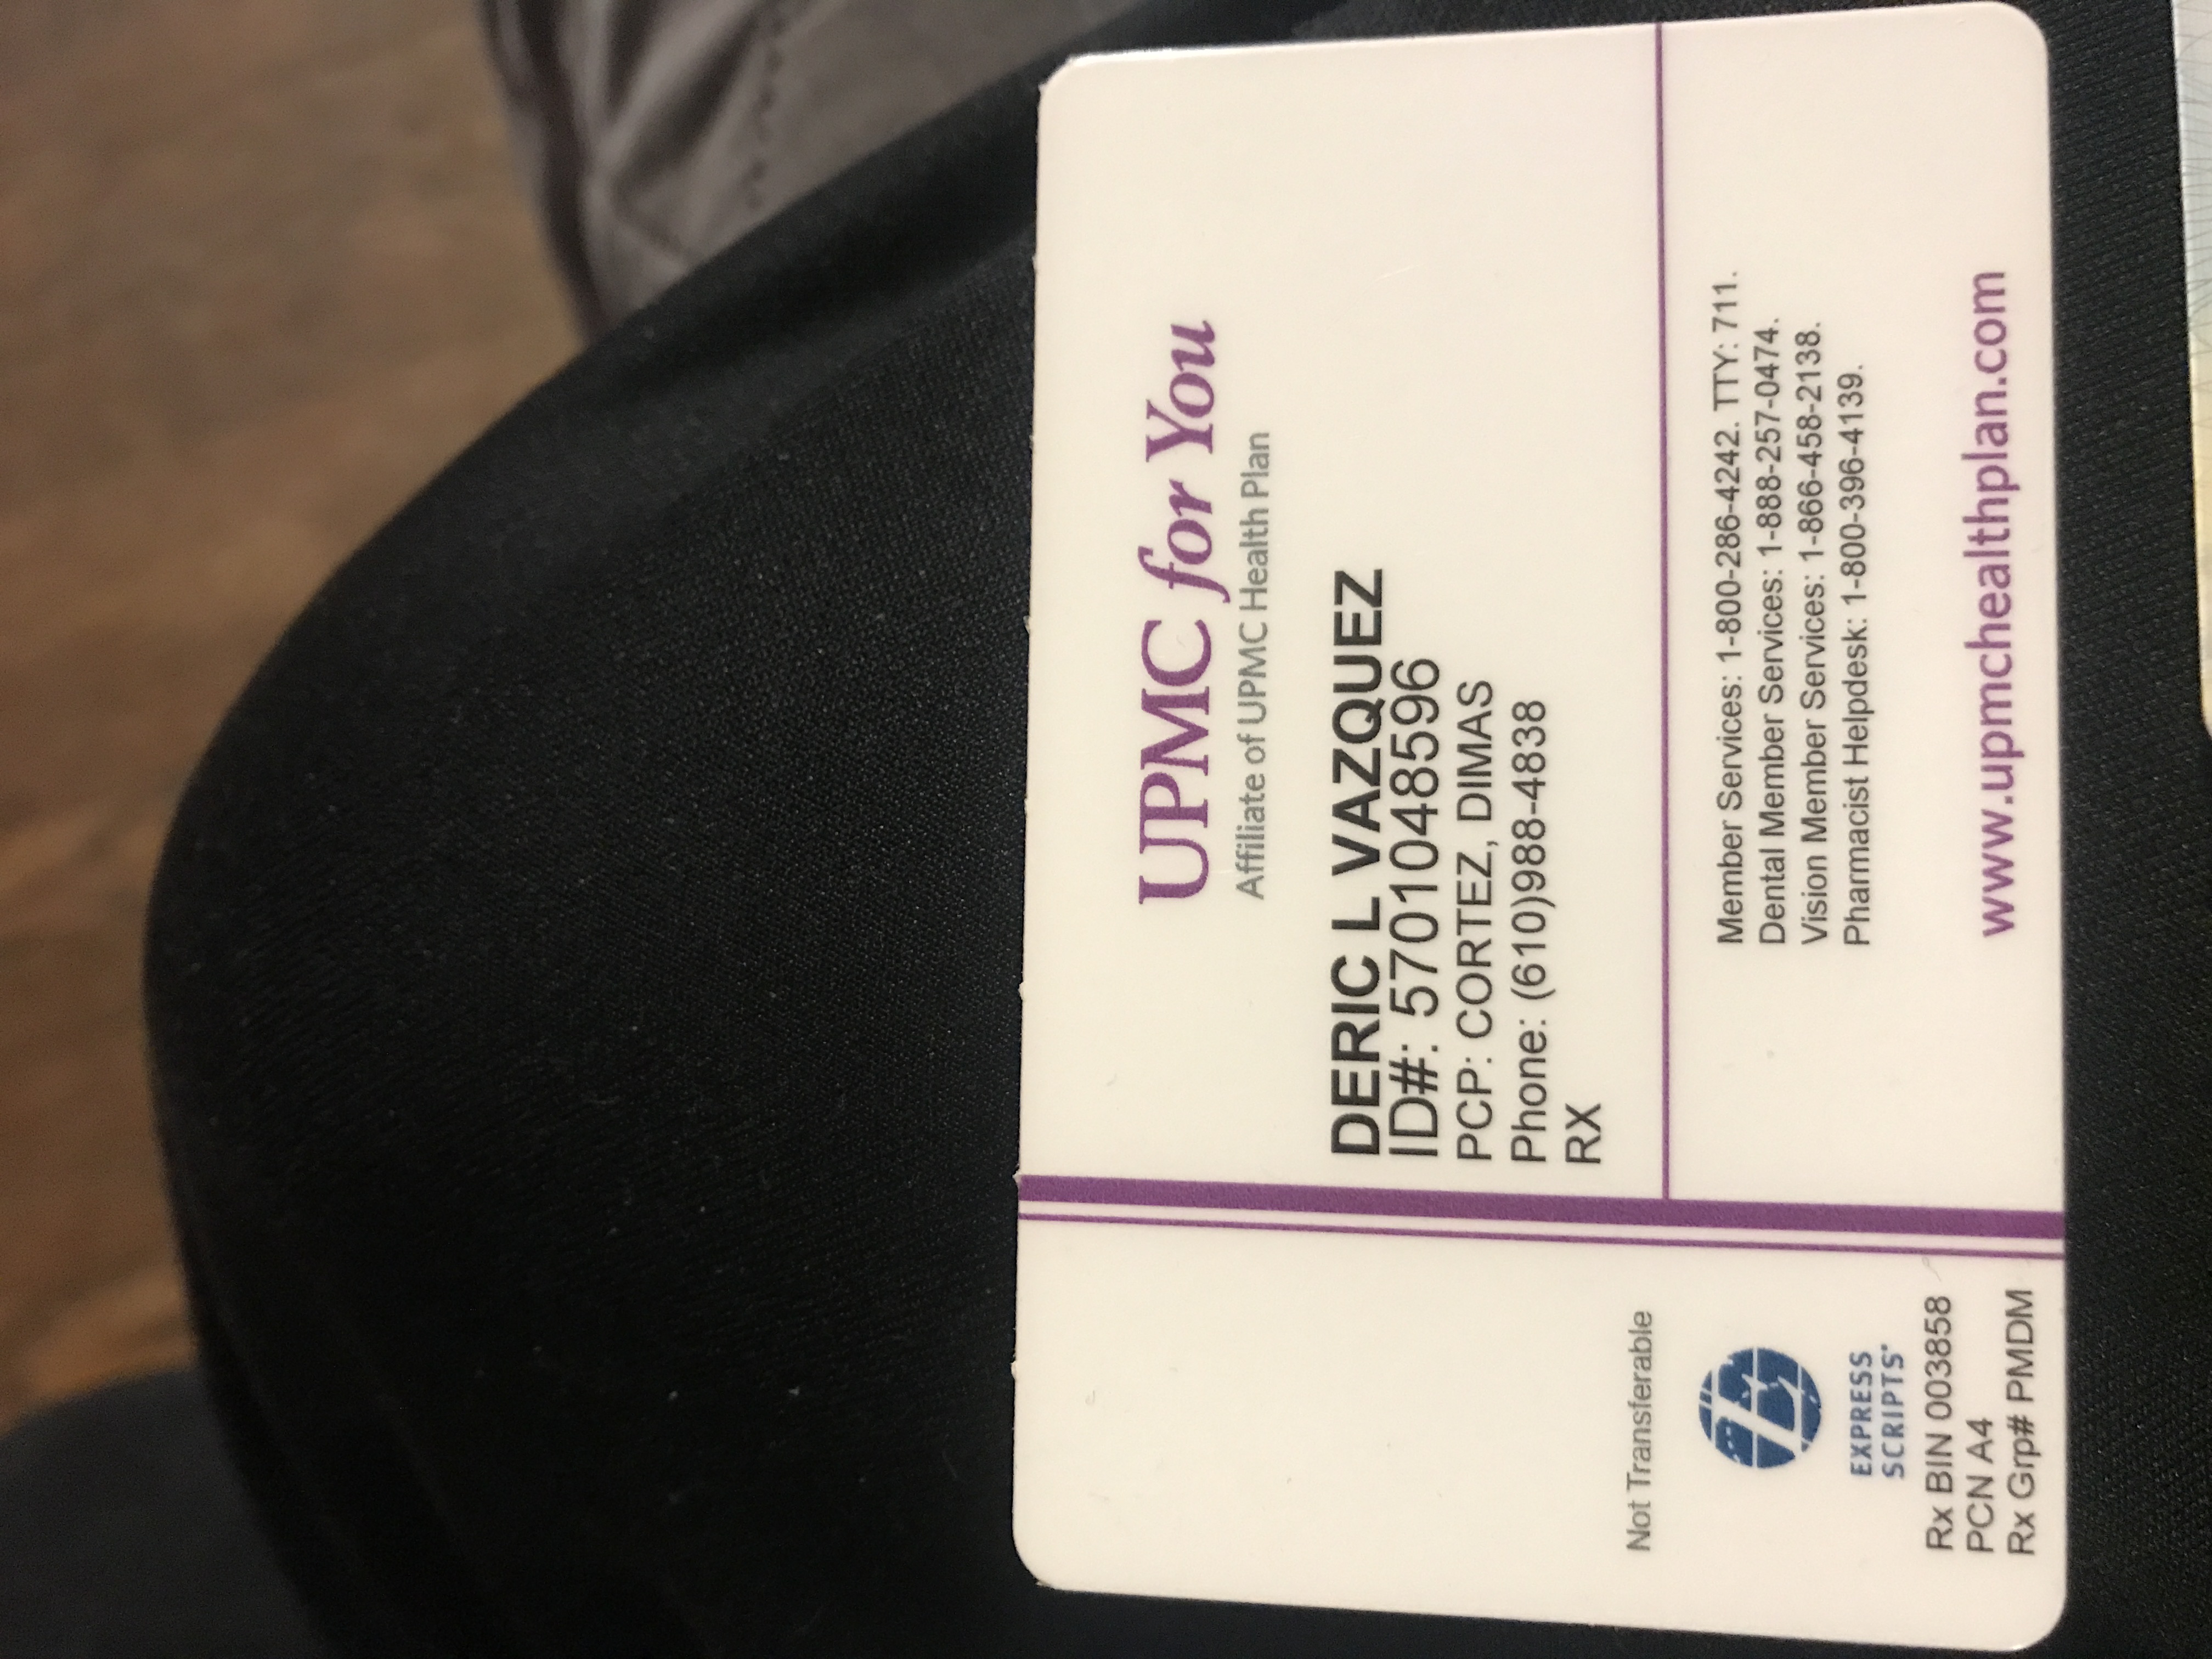 UPMC for You
Affiliate of UPMC Health Plan
DERIC L VAZQUEZ
ID#: 57010485​96
PCP: CORTEZ, DIMAS
Phone: (610)988-4838
RX
Member Services: 1-800-286-4242. TTY: 711.
Dental Member Services: 1-888-257-0474.
Vision Member Services: 1-866-458-2138.
Pharmacist Helpdesk: 1-800-396-4139.
www.upmchealthplan.com
Not Transferable
EXPRESS
SCRIPTS®
Rx BIN 003858
PCN A4
Rx Grp# PMDM